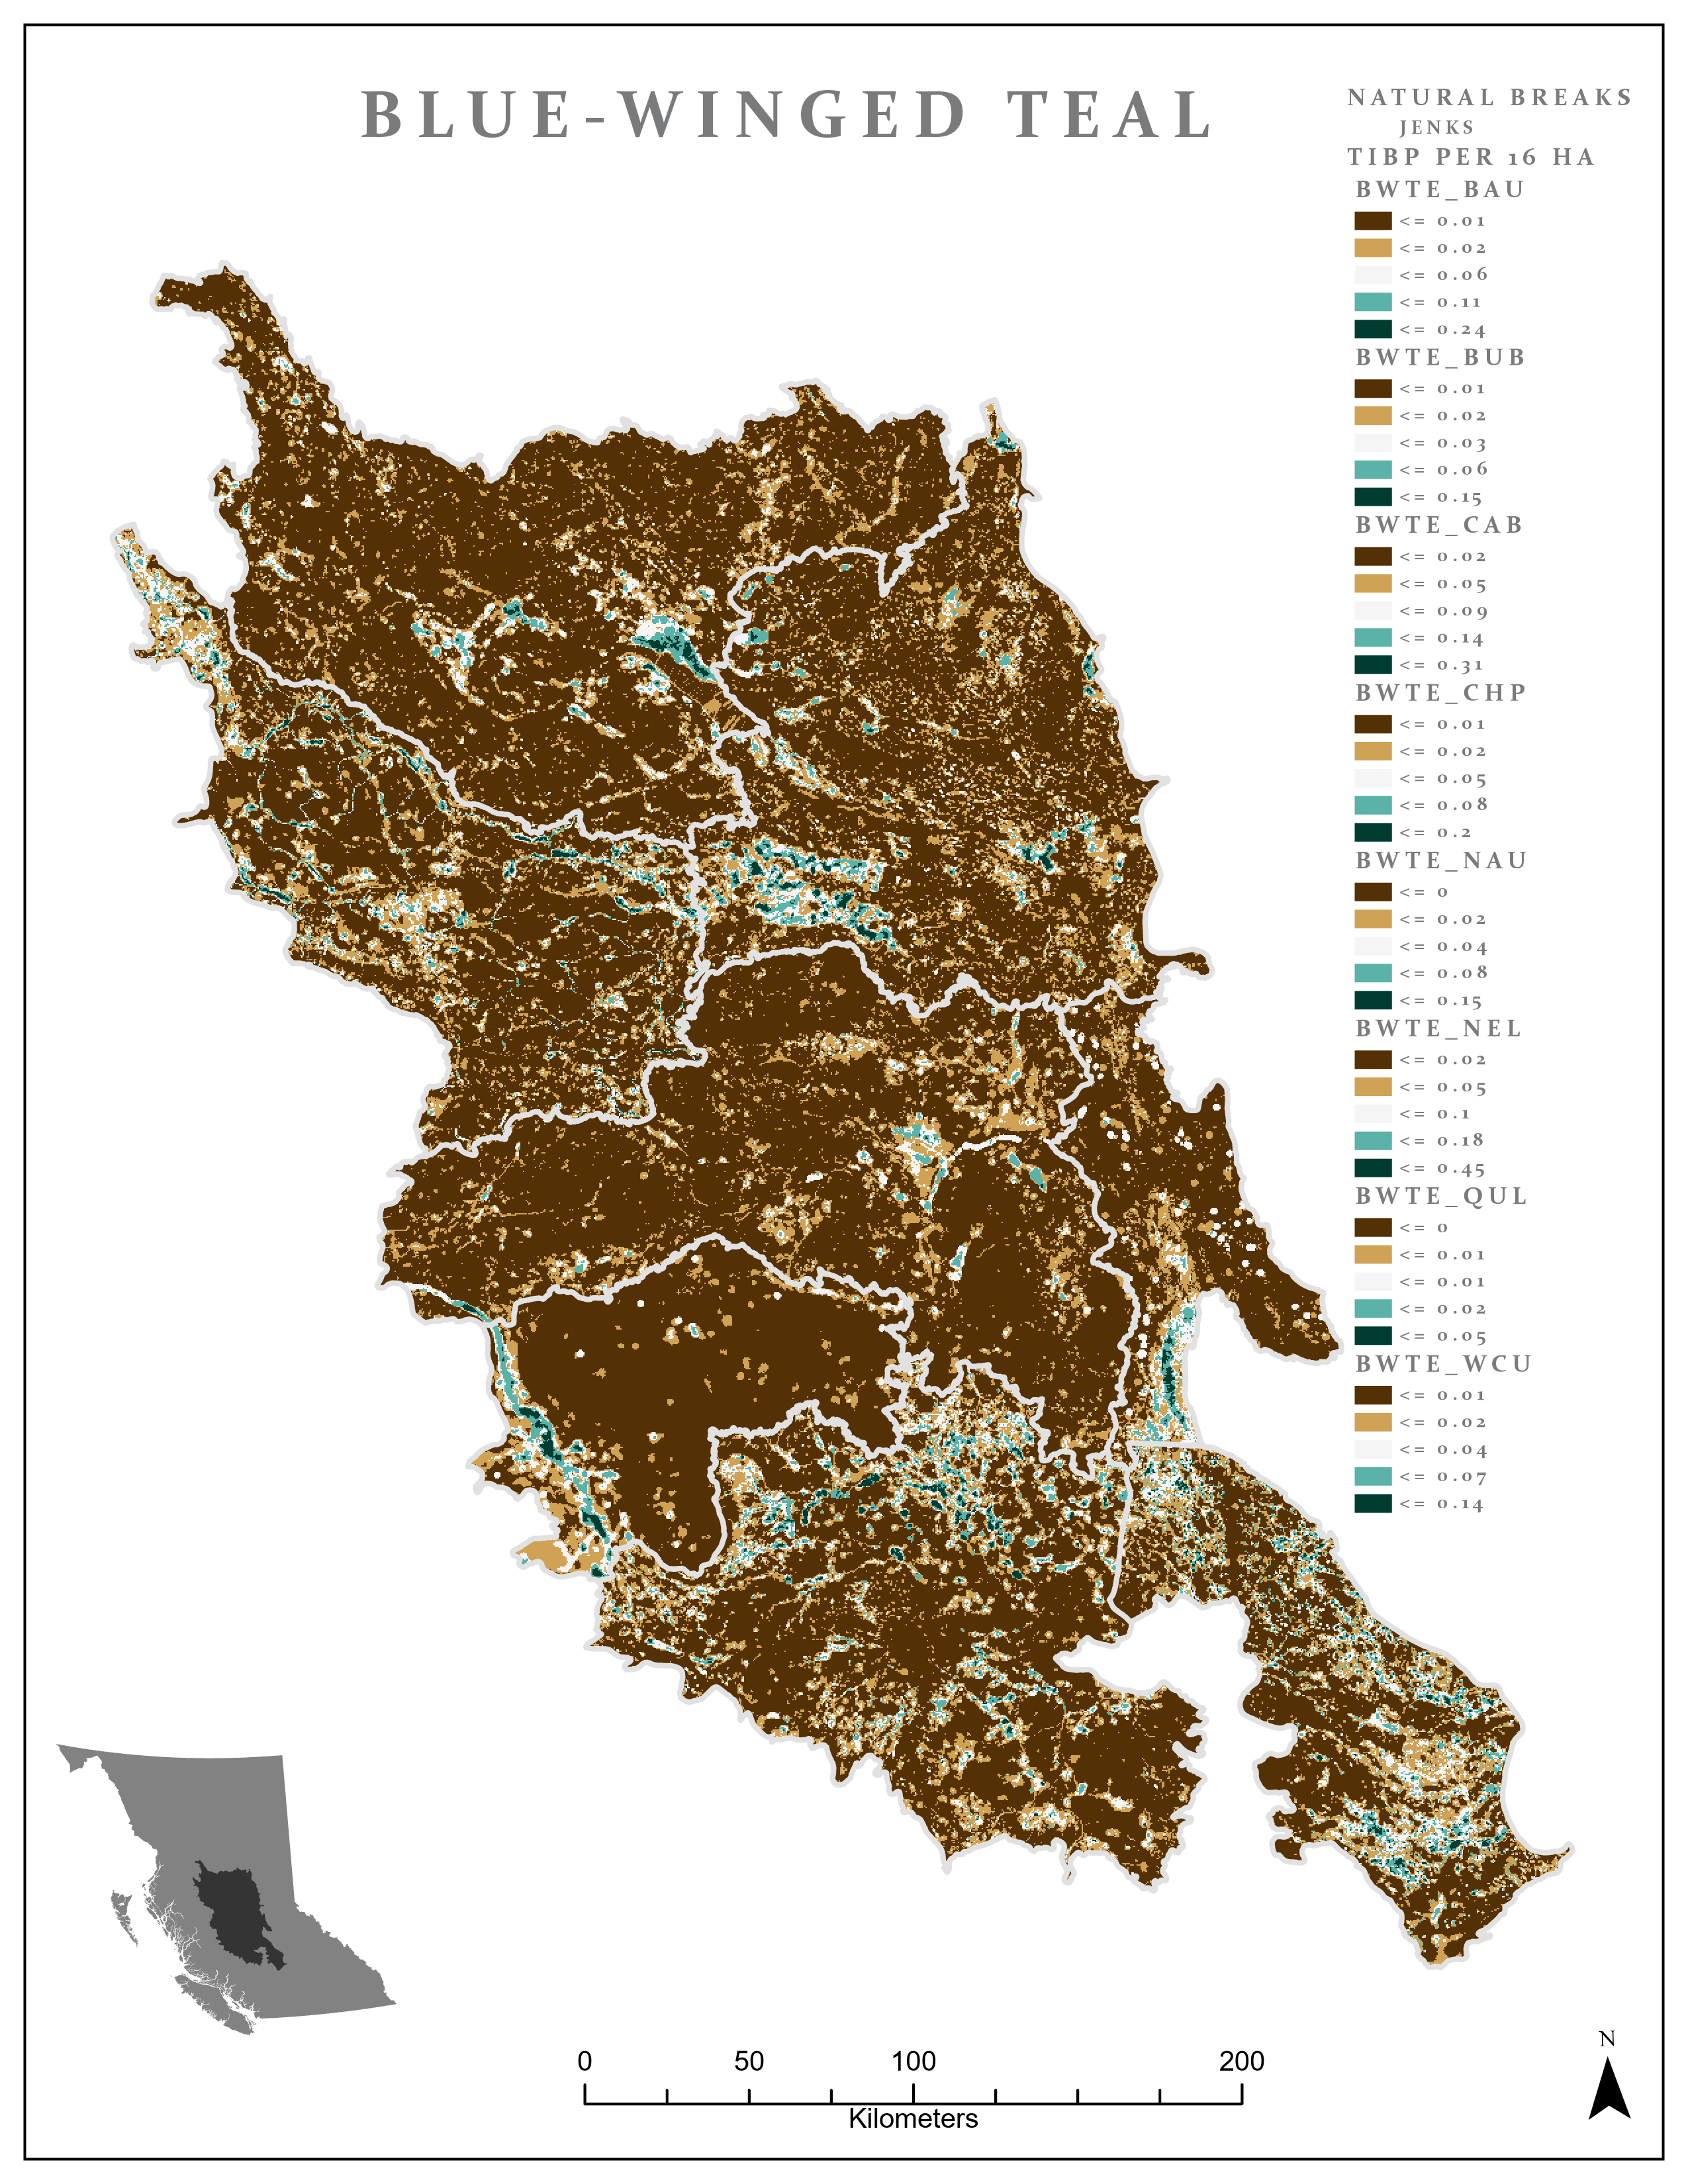 BLUE-WINGED TEAL
NATURAL BREAKS
JENKS
TIBP PER 16 HA
BWTE_BAU
<= 0.01
<= 0.02
<= 0.06
<= 0.11
<= 0.24
BWTE_BUB
<= 0.01
<= 0.02
<= 0.03
<= 0.06
<= 0.15
BWTE_CAB
<= 0.02
<= 0.05
<= 0.09
<= 0.14
<= 0.31
BWTE_CHP
<= 0.01
<= 0.02
<= 0.05
<= 0.08
<= 0.2
BWTE_NAU
<= 0
<= 0.02
<= 0.04
<= 0.08
<= 0.15
BWTE_NEL
<= 0.02
<= 0.05
<= 0.1
<= 0.18
<= 0.45
BWTE_QUL
<= 0
<= 0.01
<= 0.01
<= 0.02
<= 0.05
BWTE_WCU
<= 0.01
<= 0.02
<= 0.04
<= 0.07
<= 0.14
N
0 50 100 200
Kilometers